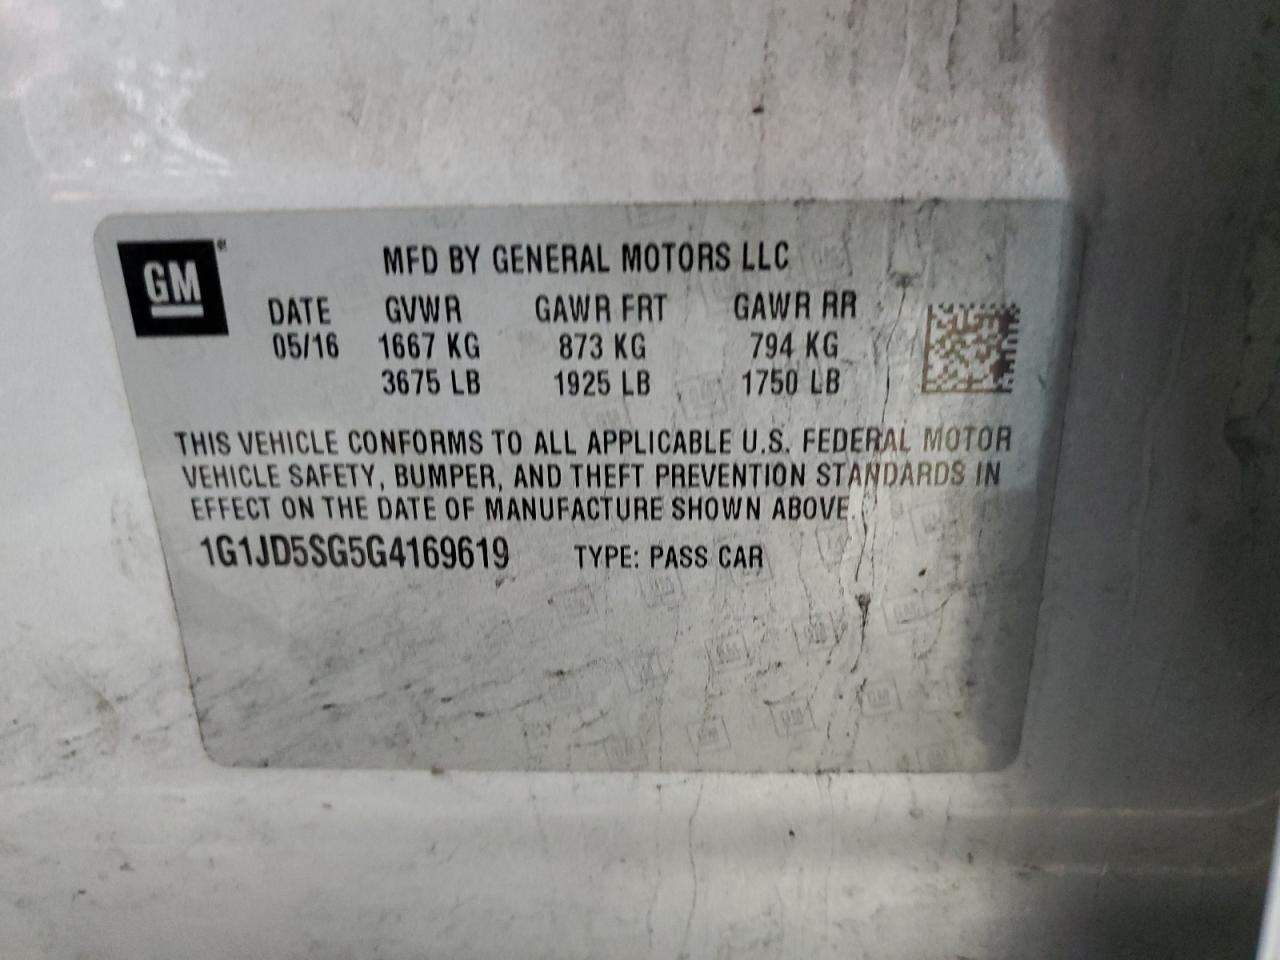 GM
MFD BY GENERAL MOTORS LLC
DATE GVWR GAWR FRT GAWR RR
05/16 1667 KG 873 KG 794 KG
3675 LB 1925 LB 1750 LB
THIS VEHICLE CONFORMS TO ALL APPLICABLE U.S. FEDERAL MOTOR
VEHICLE SAFETY, BUMPER, AND THEFT PREVENTION STANDARDS IN
EFFECT ON THE DATE OF MANUFACTURE SHOWN ABOVE.
1G1JD5SG5G4169619 TYPE: PASS CAR